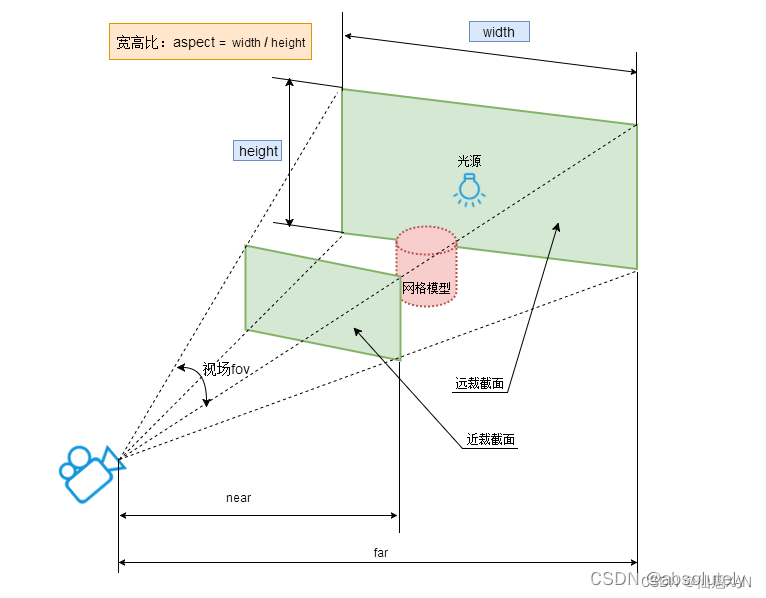 width
宽高比：aspect = width / height
height
光源
网格模型
视场fov
远裁截面
近裁截面
near
far
CSDN @absolutely.